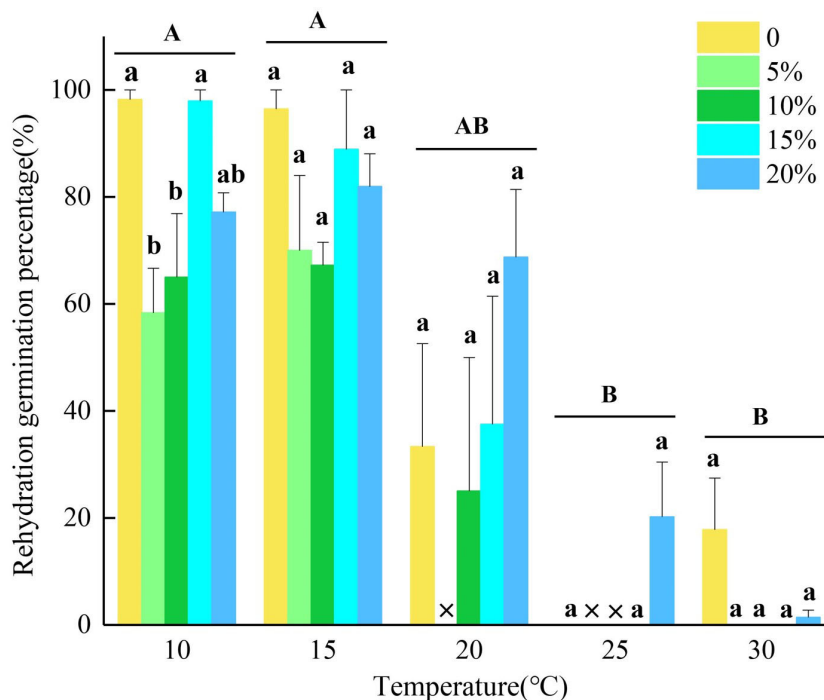 Rehydration germination percentage(%)
100
80
60
40
20
0
A
A
AB
B
B
a
b
b
a
ab
a
a
a
a
a
a
×
a
a
a
a
×
×
a
a
a
a
a
a
a
10
15
20
25
30
Temperature(℃)
0
5%
10%
15%
20%